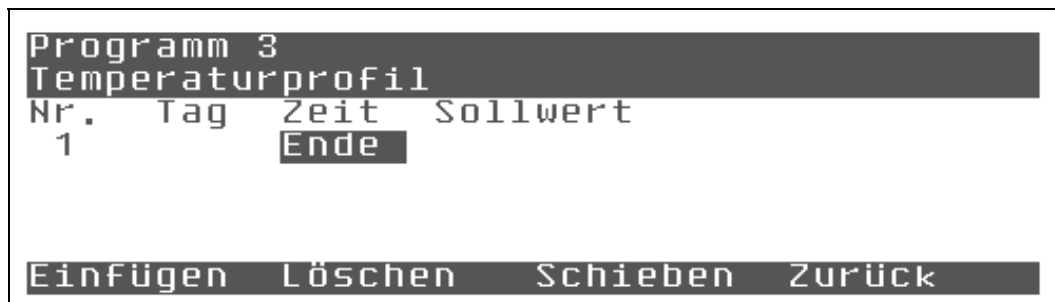 Programm 3
Temperaturprofil
Nr. Tag Zeit Sollwert
1 Ende
Einfügen Löschen Schieben Zurück